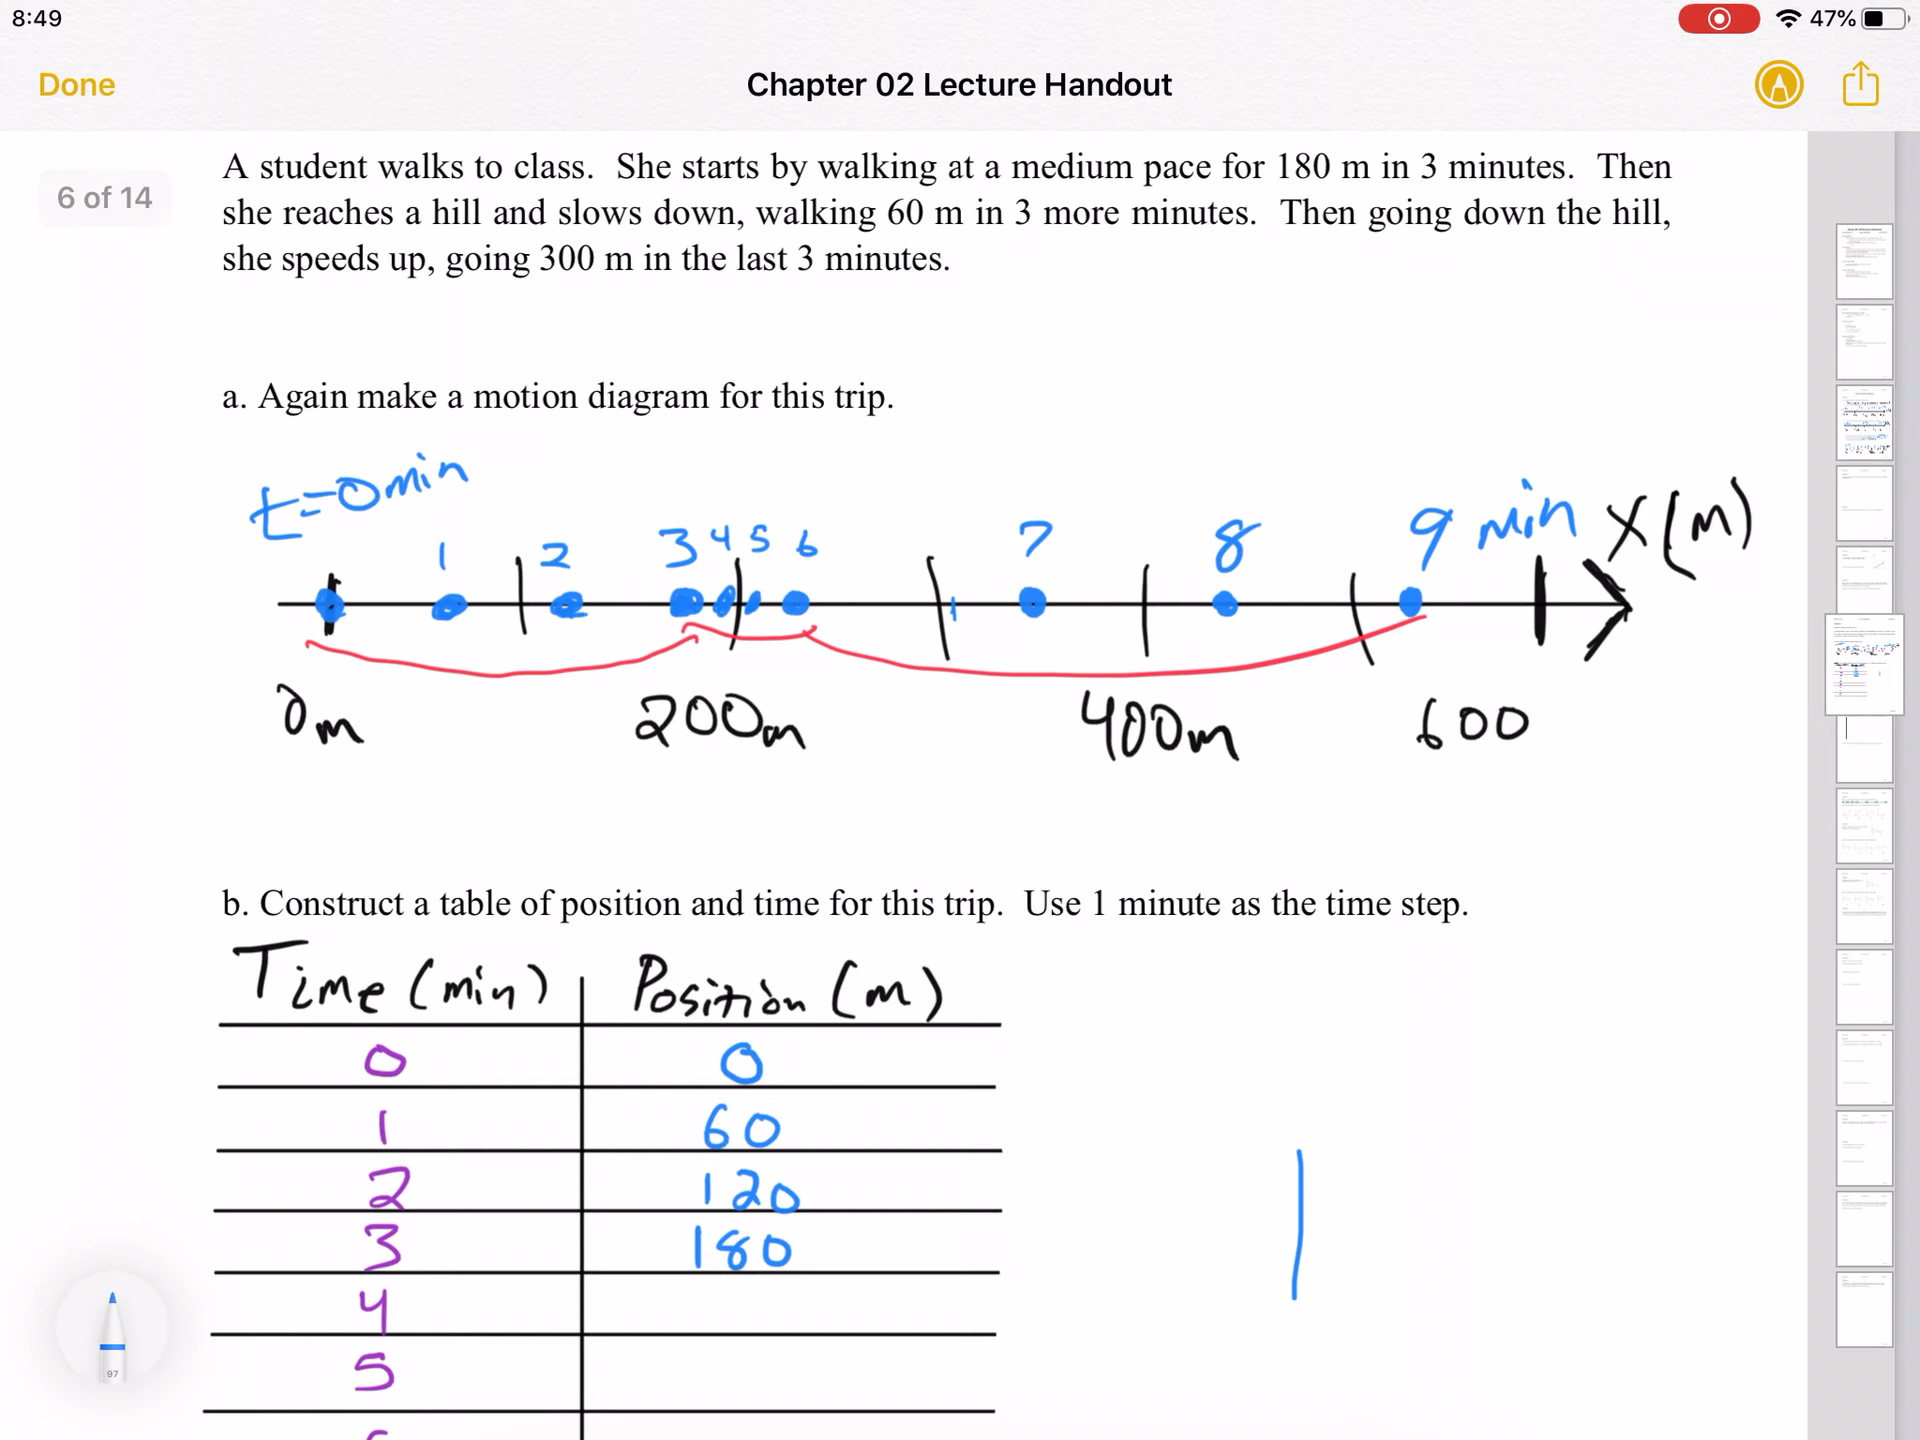 8:49
47%
Done
Chapter 02 Lecture Handout
6 of 14
A student walks to class. She starts by walking at a medium pace for 180 m in 3 minutes. Then
she reaches a hill and slows down, walking 60 m in 3 more minutes. Then going down the hill,
she speeds up, going 300 m in the last 3 minutes.
a. Again make a motion diagram for this trip.
t=0min
1 2 3 4 5 6 7 8 9 min X(m)
0m 200m 400m 600
b. Construct a table of position and time for this trip. Use 1 minute as the time step.
Time (min) Position (m)
0 0
1 60
2 120
3 180
4
5
97